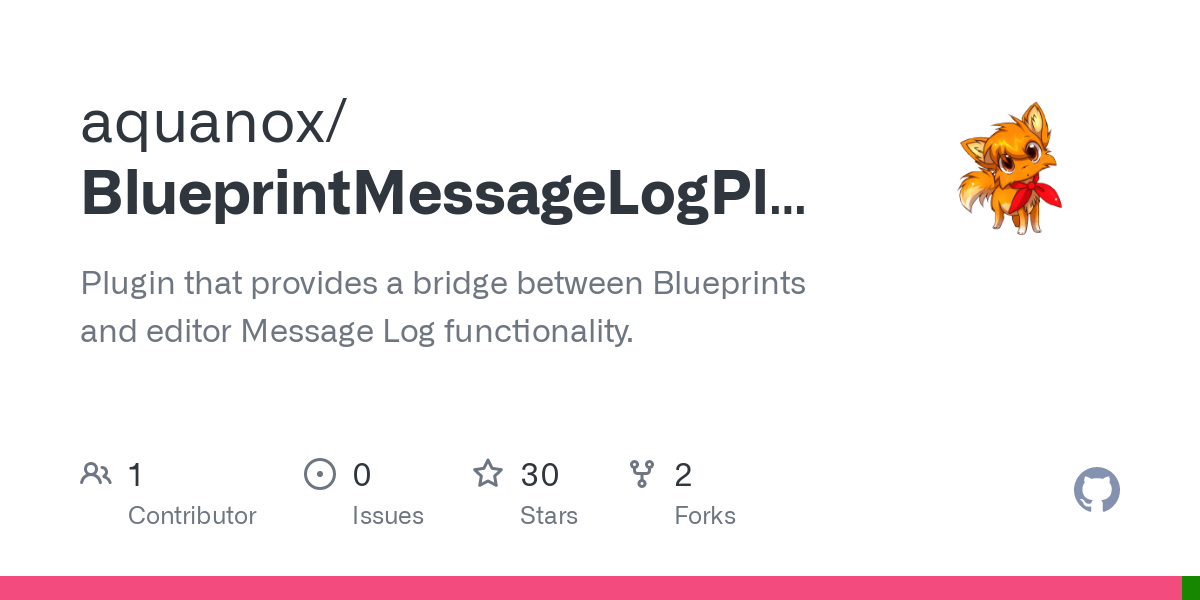 aquanox/
BlueprintMessageLogPl...
Plugin that provides a bridge between Blueprints
and editor Message Log functionality.
1 0 30 2
Contributor Issues Stars Forks